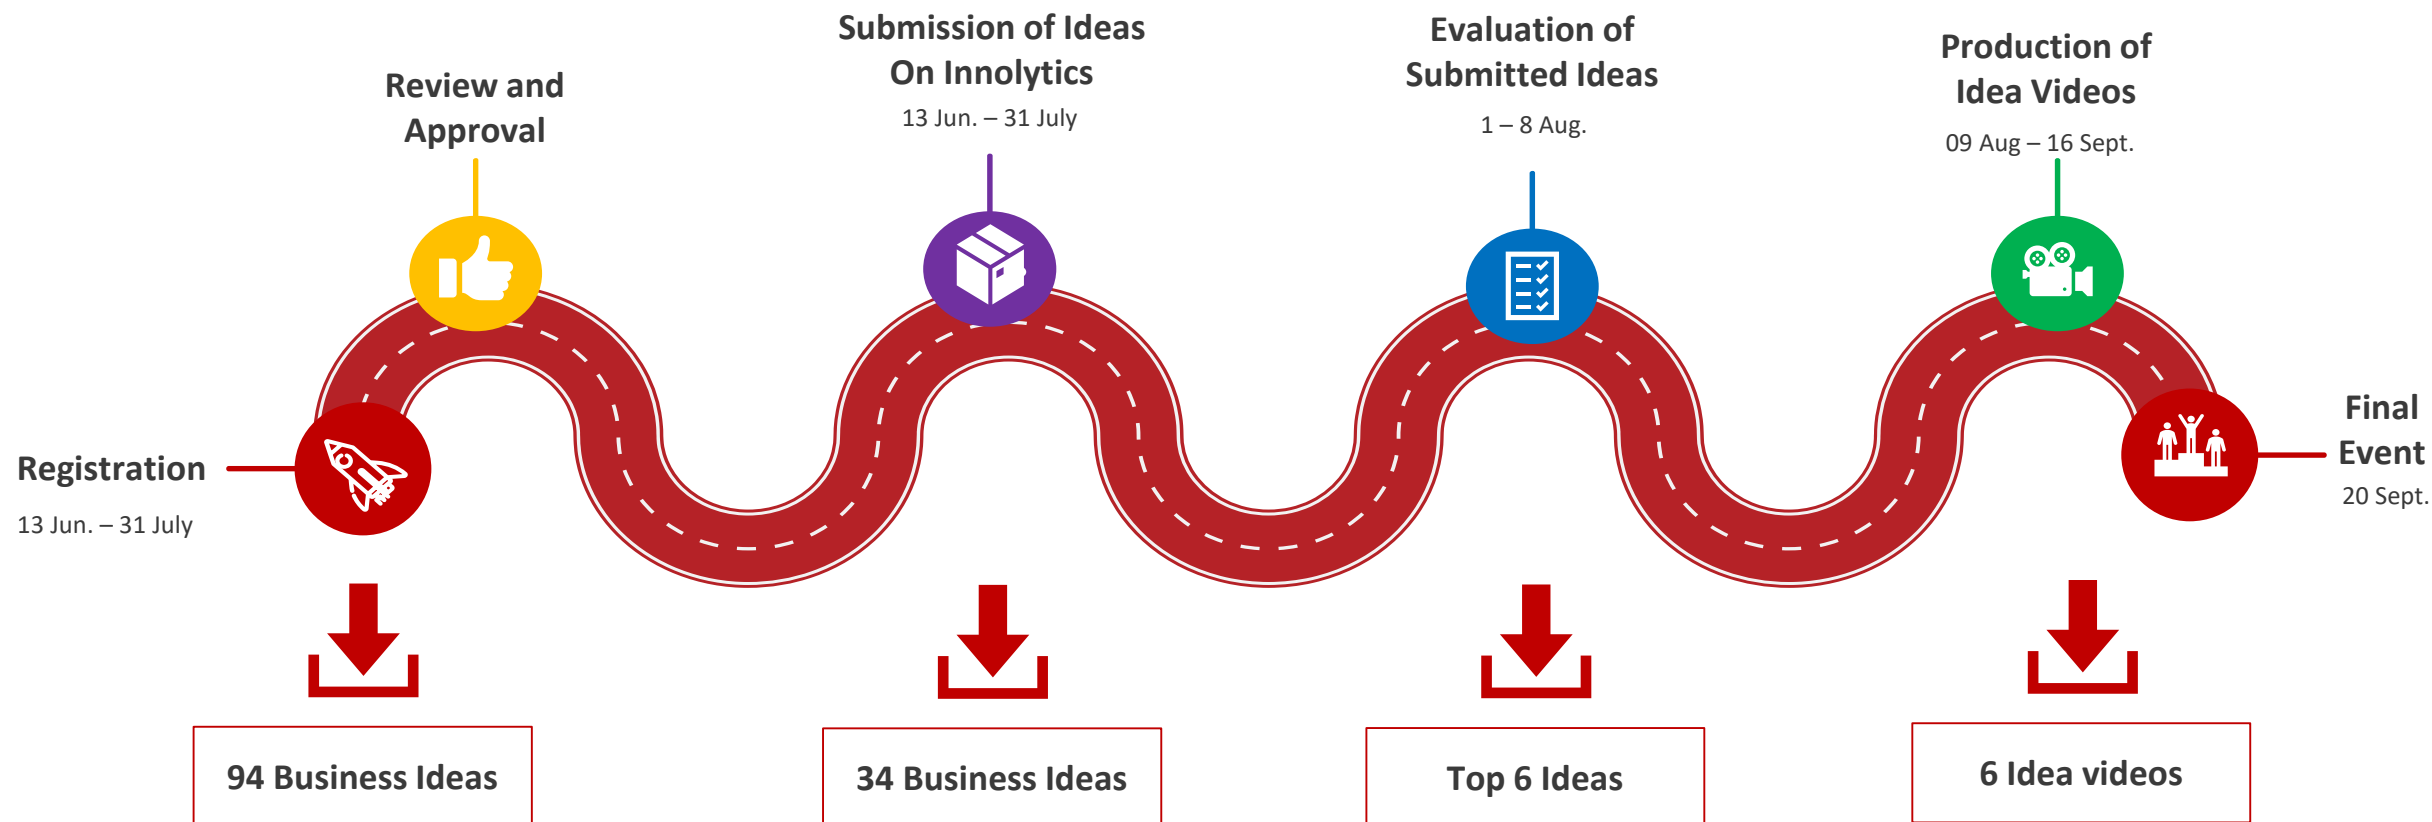 Registration
13 Jun. – 31 July
Review and
Approval
Submission of Ideas
On Innolytics
13 Jun. – 31 July
Evaluation of
Submitted Ideas
1 – 8 Aug.
Production of
Idea Videos
09 Aug – 16 Sept.
Final
Event
20 Sept.
94 Business Ideas
34 Business Ideas
Top 6 Ideas
6 Idea videos